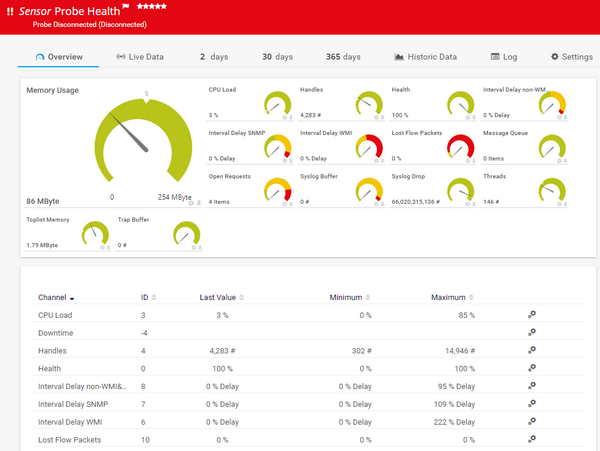 !! Sensor Probe Health
Probe Disconnected (Disconnected)
Overview Live Data 2 days 30 days 365 days Historic Data Log Settings
Memory Usage
%
0 254 MByte
86 MByte
CPU Load
3 %
Handles
4,283 #
Health
100 %
Interval Delay non-WM...
0 % Delay
Interval Delay SNMP
0 % Delay
Interval Delay WMI
0 % Delay
Lost Flow Packets
0 %
Message Queue
0 Items
Open Requests
4 Items
Syslog Buffer
0 #
Syslog Drop
66,020,315,136 #
Threads
146 #
Toplist Memory
1.79 MByte
Trap Buffer
0 #
Channel ID Last Value Minimum Maximum
CPU Load 3 3 % 0 % 85 %
Downtime -4
Handles 4 4,283 # 302 # 14,946 #
Health 0 100 % 0 % 100 %
Interval Delay non-WMI&... 8 0 % Delay 0 % Delay 95 % Delay
Interval Delay SNMP 7 0 % Delay 0 % Delay 109 % Delay
Interval Delay WMI 6 0 % Delay 0 % Delay 222 % Delay
Lost Flow Packets 10 0 % 0 % 0 %